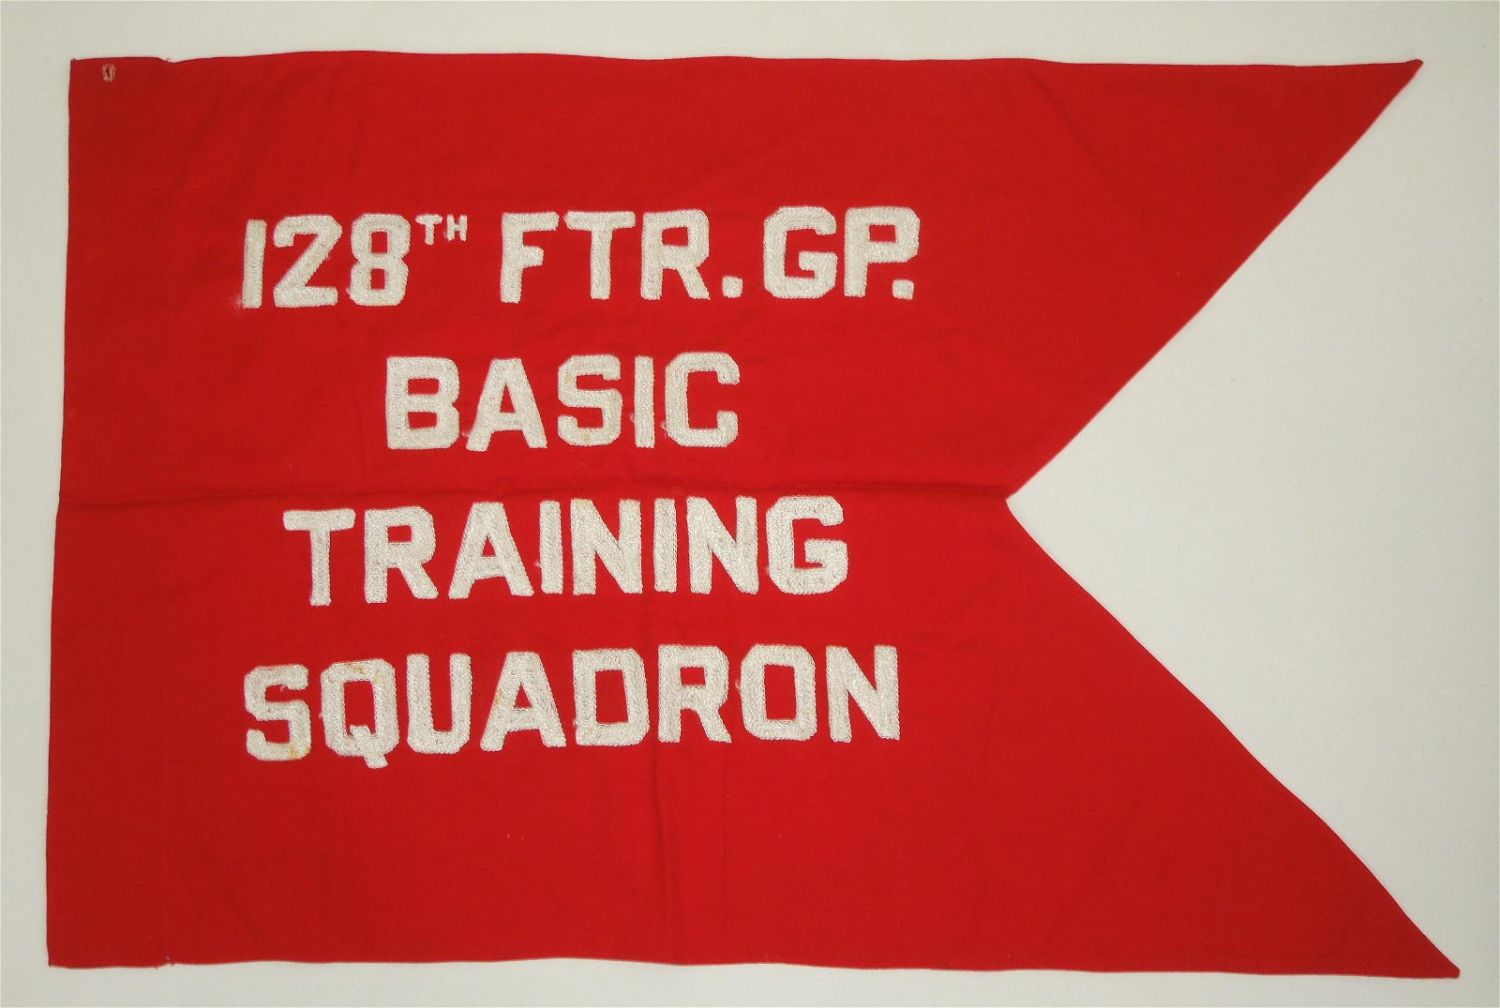 128TH FTR. GP.
BASIC
TRAINING
SQUADRON